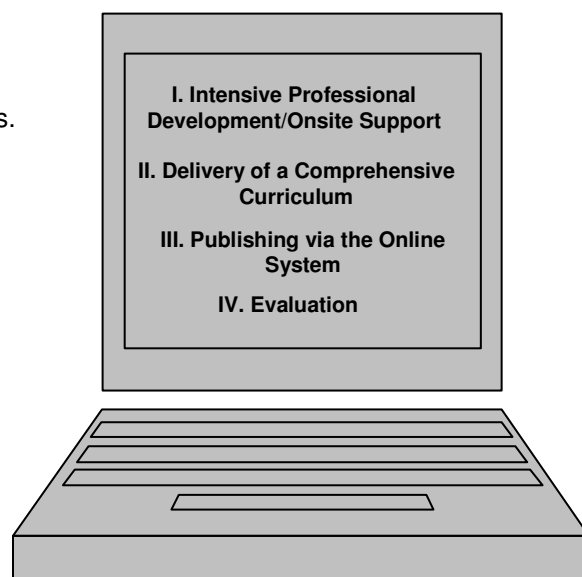 s.
I. Intensive Professional
Development/Onsite Support
II. Delivery of a Comprehensive
Curriculum
III. Publishing via the Online
System
IV. Evaluation